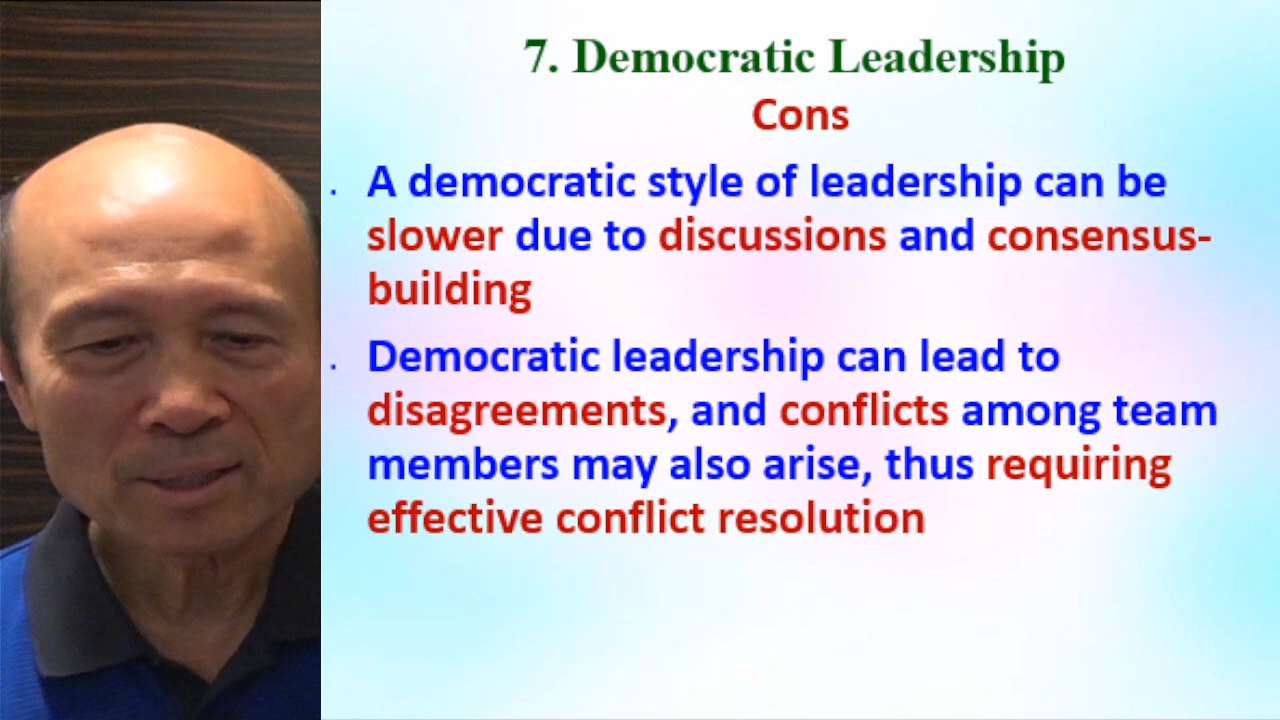 7. Democratic Leadership
Cons
. A democratic style of leadership can be
slower due to discussions and consensus-
building
. Democratic leadership can lead to
disagreements, and conflicts among team
members may also arise, thus requiring
effective conflict resolution